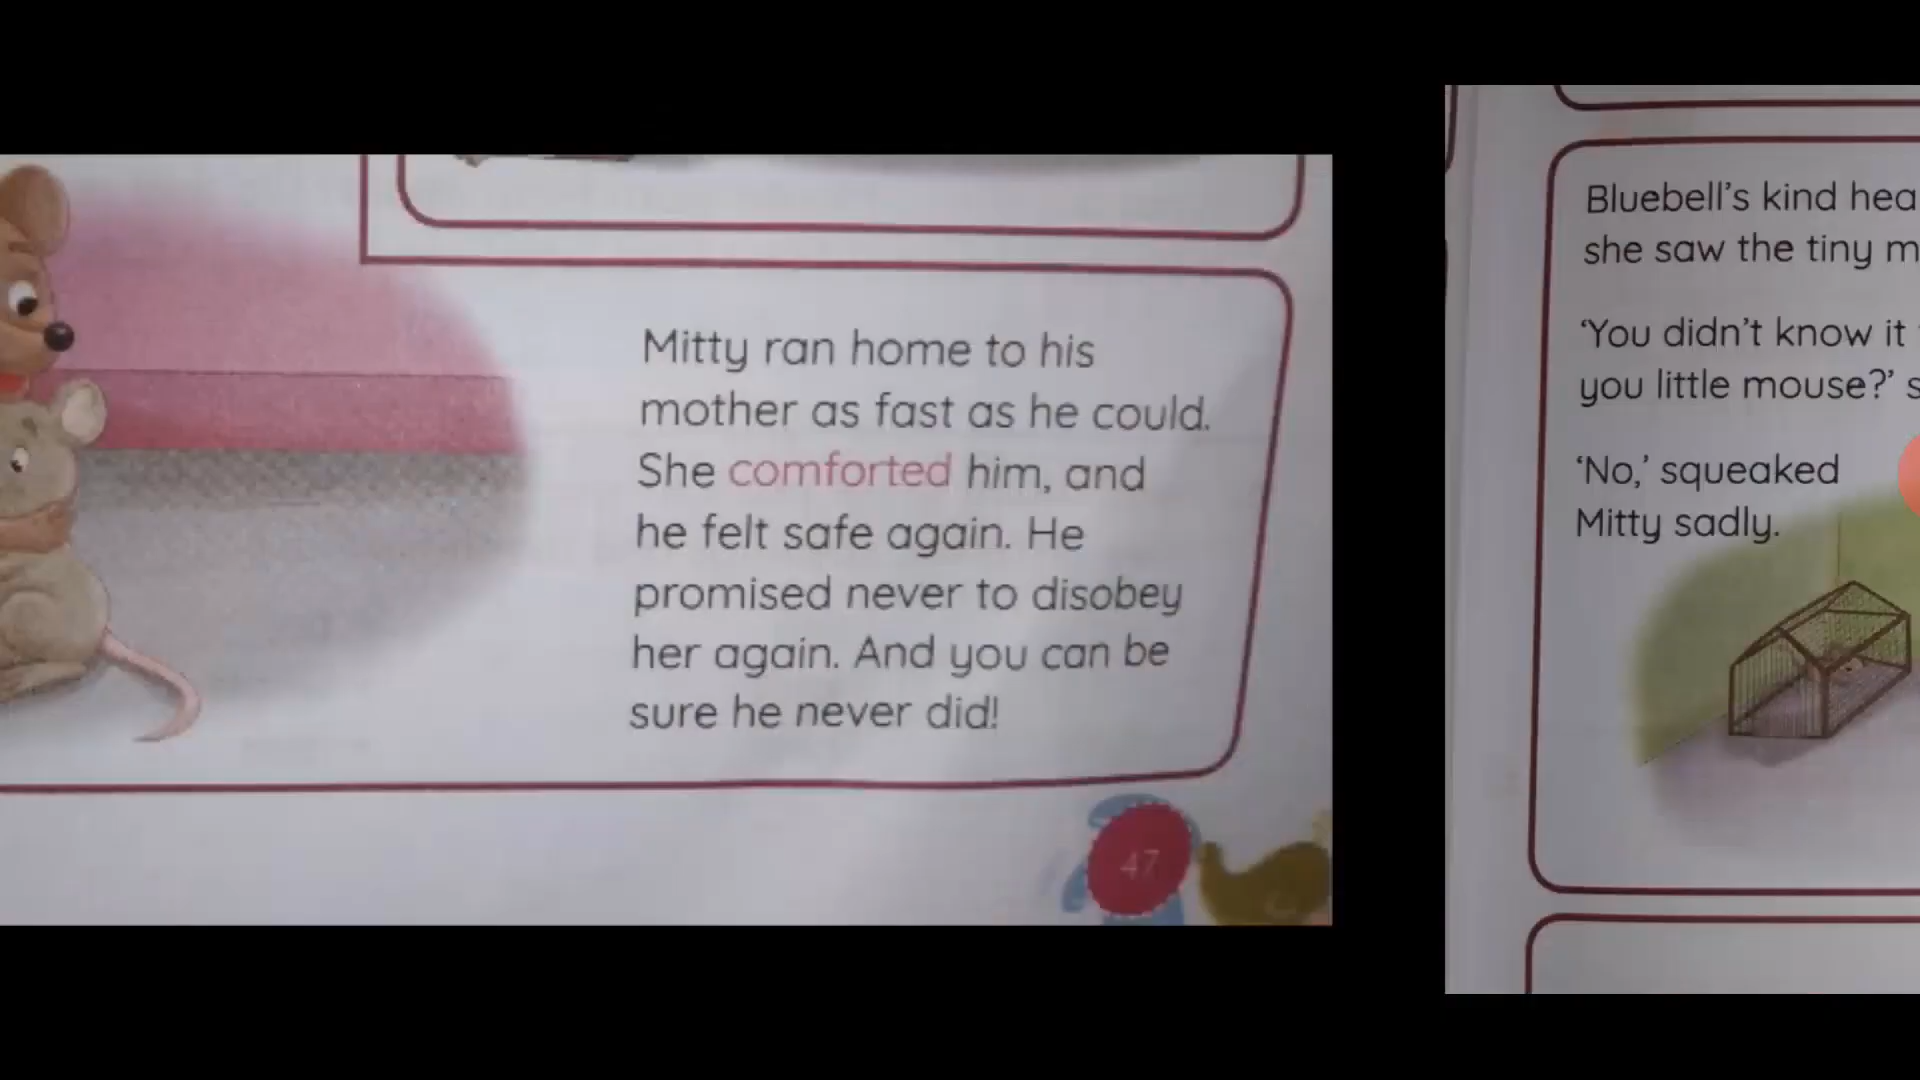 Mitty ran home to his
mother as fast as he could.
She comforted him, and
he felt safe again. He
promised never to disobey
her again. And you can be
sure he never did!
47
Bluebell’s kind
she saw the tiny
‘You didn’t know it
you little mouse?’
‘No,’ squeaked
Mitty sadly.